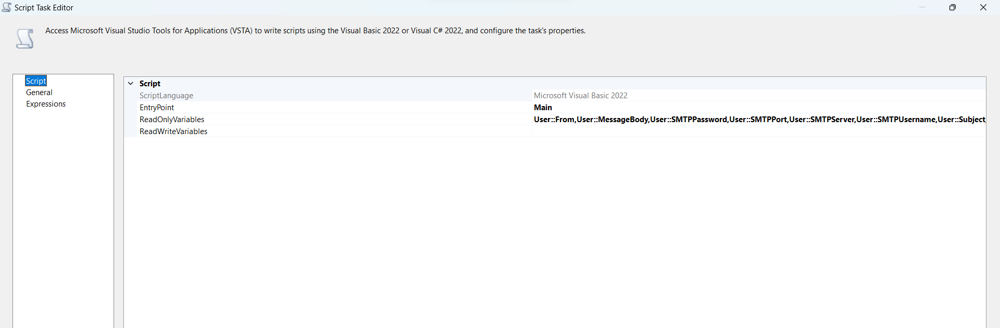 Script Task Editor
Access Microsoft Visual Studio Tools for Applications (VSTA) to write scripts using the Visual Basic 2022 or Visual C# 2022, and configure the task's properties.
Script
General
Expressions
Script
ScriptLanguage Microsoft Visual Basic 2022
EntryPoint Main
ReadOnlyVariables User::From,User::MessageBody,User::SMTPPassword,User::SMTPPort,User::SMTPServer,User::SMTPUsername,User::Subject,
ReadWriteVariables